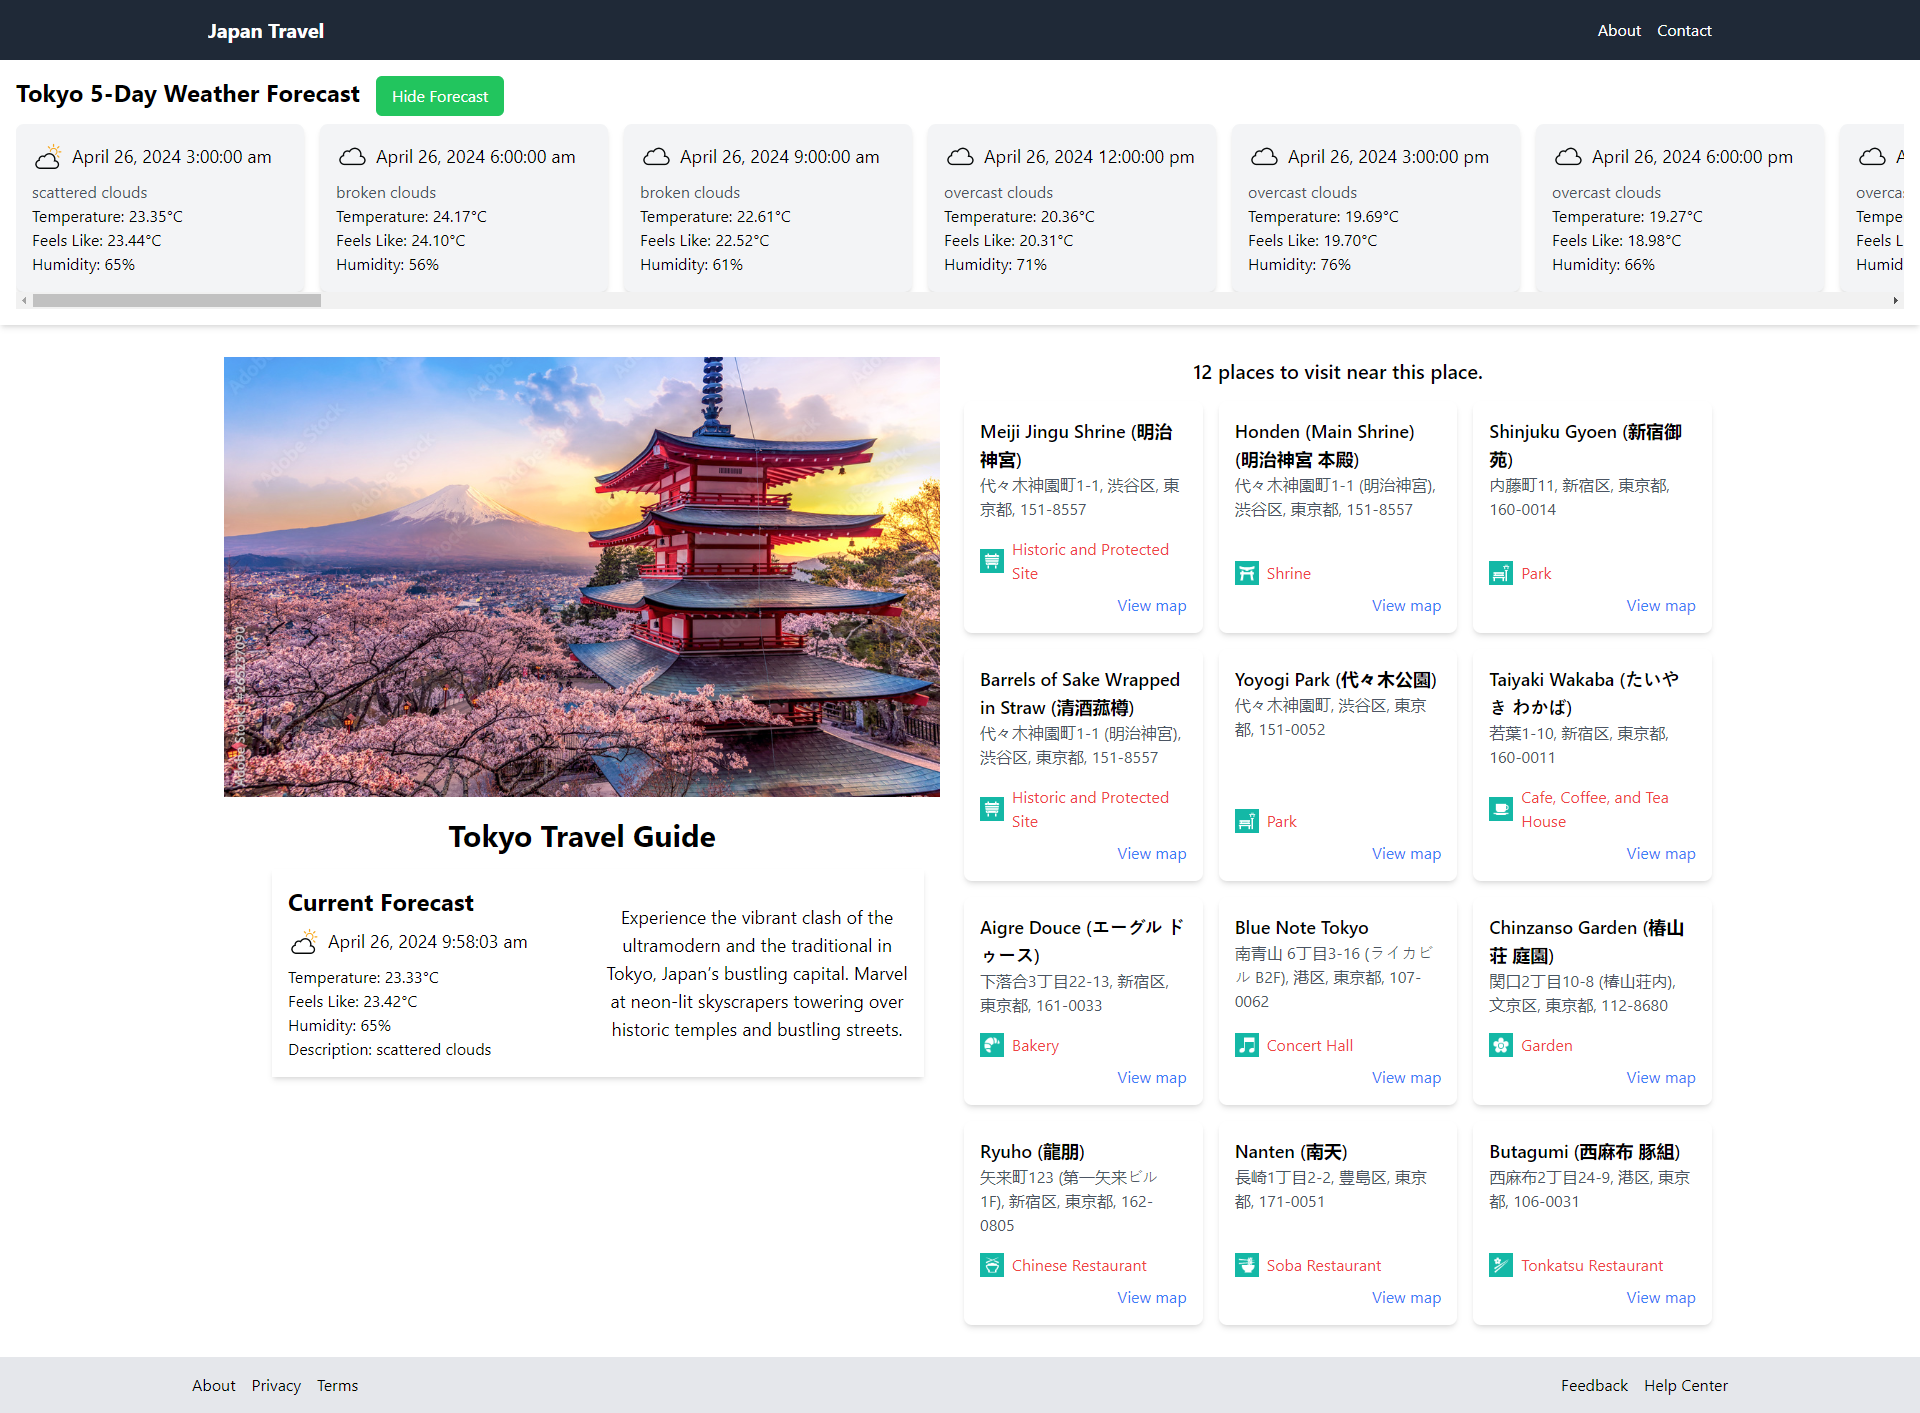 Japan Travel
About Contact
Tokyo 5-Day Weather Forecast
Hide Forecast
April 26, 2024 3:00:00 am
scattered clouds
Temperature: 23.35°C
Feels Like: 23.44°C
Humidity: 65%
April 26, 2024 6:00:00 am
broken clouds
Temperature: 24.17°C
Feels Like: 24.10°C
Humidity: 56%
April 26, 2024 9:00:00 am
broken clouds
Temperature: 22.61°C
Feels Like: 22.52°C
Humidity: 61%
April 26, 2024 12:00:00 pm
overcast clouds
Temperature: 20.36°C
Feels Like: 20.31°C
Humidity: 71%
April 26, 2024 3:00:00 pm
overcast clouds
Temperature: 19.69°C
Feels Like: 19.70°C
Humidity: 76%
April 26, 2024 6:00:00 pm
overcast clouds
Temperature: 19.27°C
Feels Like: 18.98°C
Humidity: 66%
Tokyo Travel Guide
Current Forecast
April 26, 2024 9:58:03 am
Temperature: 23.33°C
Feels Like: 23.42°C
Humidity: 65%
Description: scattered clouds
Experience the vibrant clash of the
ultramodern and the traditional in
Tokyo, Japan’s bustling capital. Marvel
at neon-lit skyscrapers towering over
historic temples and bustling streets.
12 places to visit near this place.
Meiji Jingu Shrine (明治
神宮)
代々木神園町1-1, 渋谷区, 東
京都, 151-8557
Historic and Protected
Site
View map
Honden (Main Shrine)
(明治神宮 本殿)
代々木神園町1-1 (明治神宮),
渋谷区, 東京都, 151-8557
Shrine
View map
Shinjuku Gyoen (新宿御
苑)
内藤町11, 新宿区, 東京都,
160-0014
Park
View map
Barrels of Sake Wrapped
in Straw (清酒菰樽)
代々木神園町1-1 (明治神宮),
渋谷区, 東京都, 151-8557
Historic and Protected
Site
View map
Yoyogi Park (代々木公園)
代々木神園町, 渋谷区, 東京
都, 151-0052
Park
View map
Taiyaki Wakaba (たいや
き わかば)
若葉1-10, 新宿区, 東京都,
160-0011
Cafe, Coffee, and Tea
House
View map
Aigre Douce (エーグル ド
ゥース)
下落合3丁目22-13, 新宿区,
東京都, 161-0033
Bakery
View map
Blue Note Tokyo
南青山 6丁目3-16 (ライカビ
ル B2F), 港区, 東京都, 107-
0062
Concert Hall
View map
Chinzanso Garden (椿山
荘 庭園)
関口2丁目10-8 (椿山荘内),
文京区, 東京都, 112-8680
Garden
View map
Ryuho (龍朋)
矢来町123 (第一矢来ビル
1F), 新宿区, 東京都, 162-
0805
Chinese Restaurant
View map
Nanten (南天)
長崎1丁目2-2, 豊島区, 東京
都, 171-0051
Soba Restaurant
View map
Butagumi (西麻布 豚組)
西麻布2丁目24-9, 港区, 東京
都, 106-0031
Tonkatsu Restaurant
View map
About Privacy Terms
Feedback Help Center